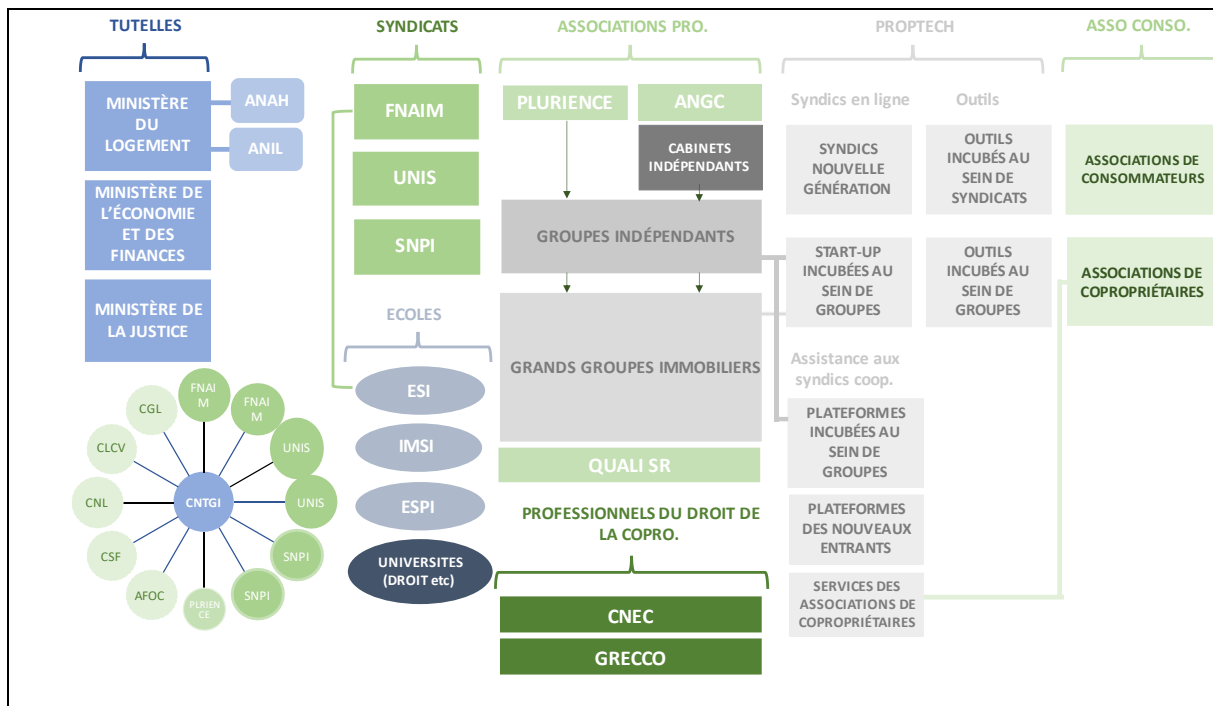 TUTELLES
MINISTÈRE
DU
LOGEMENT
ANAH
ANIL
MINISTÈRE DE
L'ÉCONOMIE
ET DES
FINANCES
MINISTÈRE DE
LA JUSTICE
CNTGI
FNAI
M
FNAI
M
UNIS
UNIS
SNPI
SNPI
PLRIEN
CE
AFOC
CSF
CNL
CLCV
CGL
SYNDICATS
FNAIM
UNIS
SNPI
ECOLES
ESI
IMSI
ESPI
UNIVERSITES
(DROIT etc)
ASSOCIATIONS PRO.
PLURIENCE
ANGC
CABINETS
INDÉPENDANTS
GROUPES INDÉPENDANTS
GRANDS GROUPES IMMOBILIERS
QUALI SR
PROFESSIONNELS DU DROIT DE
LA COPRO.
CNEC
GRECCO
PROPTECH
Syndics en ligne
SYNDICS
NOUVELLE
GÉNÉRATION
START-UP
INCUBÉES AU
SEIN DE
GROUPES
Outils
OUTILS
INCUBÉS AU
SEIN DE
SYNDICATS
OUTILS
INCUBÉS AU
SEIN DE
GROUPES
Assistance aux
syndics coop.
PLATEFORMES
INCUBÉES AU
SEIN DE
GROUPES
PLATEFORMES
DES NOUVEAUX
ENTRANTS
SERVICES DES
ASSOCIATIONS DE
COPROPRIÉTAIRES
ASSO CONSO.
ASSOCIATIONS DE
CONSOMMATEURS
ASSOCIATIONS DE
COPROPRIÉTAIRES